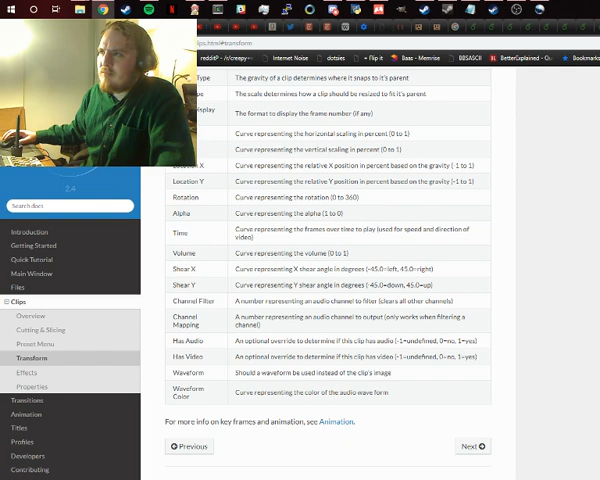 lips.html#transform
reddit - /r/creepy
Internet Noise
dotsies
+ Flip it
Bass - Memrise
BBSASCII
BetterExplained
Bookmarks
Type
The gravity of a clip determines where it snaps to it's parent
The scale determines how a clip should be resized to fit it's parent
Display
The format to display the frame number (if any)
Curve representing the horizontal scaling in percent (0 to 1)
Curve representing the vertical scaling in percent (0 to 1)
Location X
Curve representing the relative X position in percent based on the gravity (-1 to 1)
Location Y
Curve representing the relative Y position in percent based on the gravity (-1 to 1)
Rotation
Curve representing the rotation (0 to 360)
Alpha
Curve representing the alpha (1 to 0)
Time
Curve representing the frames over time to play (used for speed and direction of
video)
Volume
Curve representing the volume (0 to 1)
Shear X
Curve representing X shear angle in degrees (-45.0=left, 45.0=right)
Shear Y
Curve representing Y shear angle in degrees (-45.0=down, 45.0=up)
Channel Filter
A number representing an audio channel to filter (clears all other channels)
Channel
Mapping
A number representing an audio channel to output (only works when filtering a
channel)
Has Audio
An optional override to determine if this clip has audio (-1=undefined, 0=no, 1=yes)
Has Video
An optional override to determine if this clip has video (-1=undefined, 0=no, 1=yes)
Waveform
Should a waveform be used instead of the clip's image
Waveform
Color
Curve representing the color of the audio wave form
For more info on key frames and animation, see Animation.
Previous
Next
2.4
Search docs
Introduction
Getting Started
Quick Tutorial
Main Window
Files
Clips
Overview
Cutting & Slicing
Preset Menu
Transform
Effects
Properties
Transitions
Animation
Titles
Profiles
Developers
Contributing